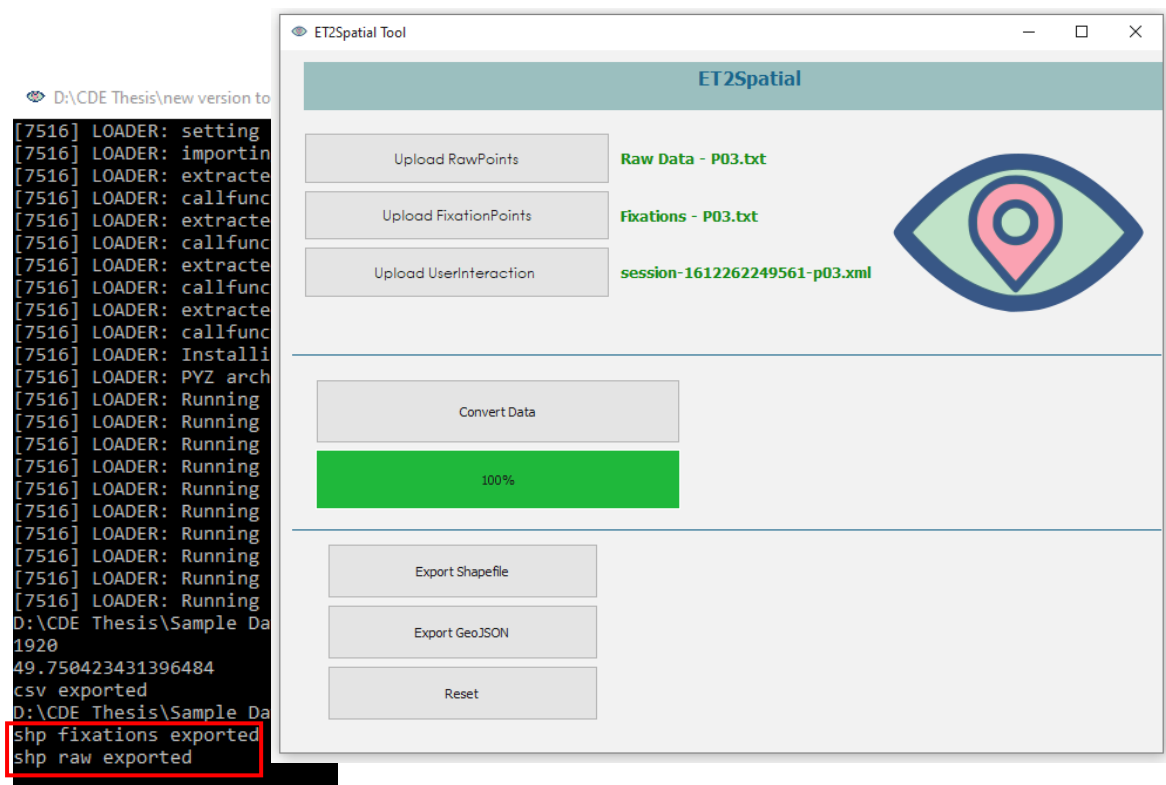 D:\CDE Thesis\new version to
[7516] LOADER: setting
[7516] LOADER: importin
[7516] LOADER: extracte
[7516] LOADER: callfunc
[7516] LOADER: extracte
[7516] LOADER: callfunc
[7516] LOADER: extracte
[7516] LOADER: callfunc
[7516] LOADER: extracte
[7516] LOADER: callfunc
[7516] LOADER: Installi
[7516] LOADER: PYZ arch
[7516] LOADER: Running
[7516] LOADER: Running
[7516] LOADER: Running
[7516] LOADER: Running
[7516] LOADER: Running
[7516] LOADER: Running
[7516] LOADER: Running
[7516] LOADER: Running
[7516] LOADER: Running
[7516] LOADER: Running
D:\CDE Thesis\Sample Da
1920
49.750423431396484
csv exported
D:\CDE Thesis\Sample Da
shp fixations exported
shp raw exported
ET2Spatial Tool
ET2Spatial
Upload RawPoints
Raw Data - P03.txt
Upload FixationPoints
Fixations - P03.txt
Upload UserInteraction
session-1612262249561-p03.xml
Convert Data
100%
Export Shapefile
Export GeoJSON
Reset